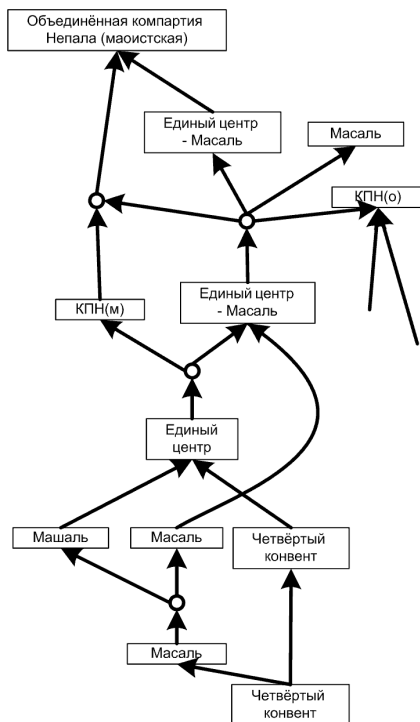 Объединённая компартия
Непала (маоистская)
Единый центр
- Масаль
Масаль
КПН(о)
Единый центр
- Масаль
КПН(м)
Единый
центр
Машаль
Масаль
Четвёртый
конвент
Масаль
Четвёртый
конвент